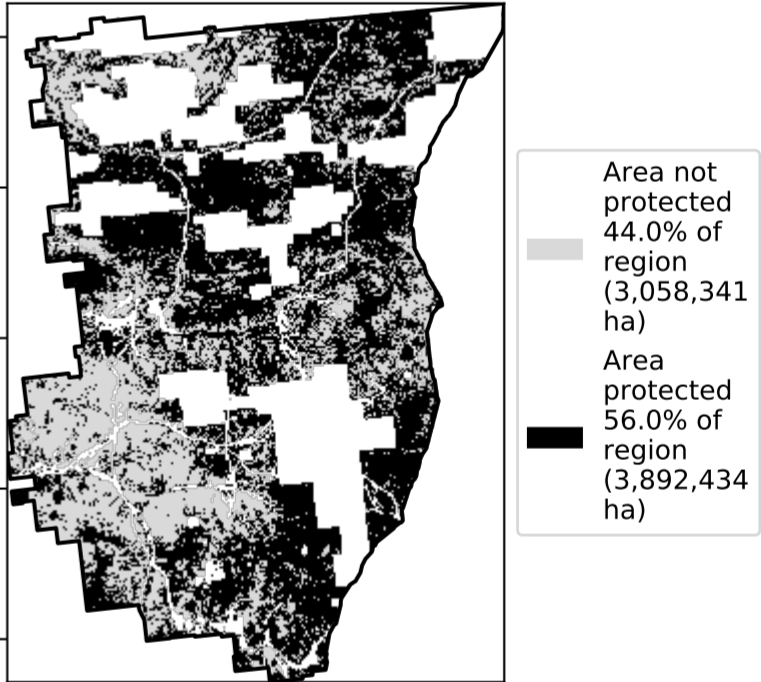 Area not
protected
44.0% of
region
(3,058,341
ha)
Area
protected
56.0% of
region
(3,892,434
ha)